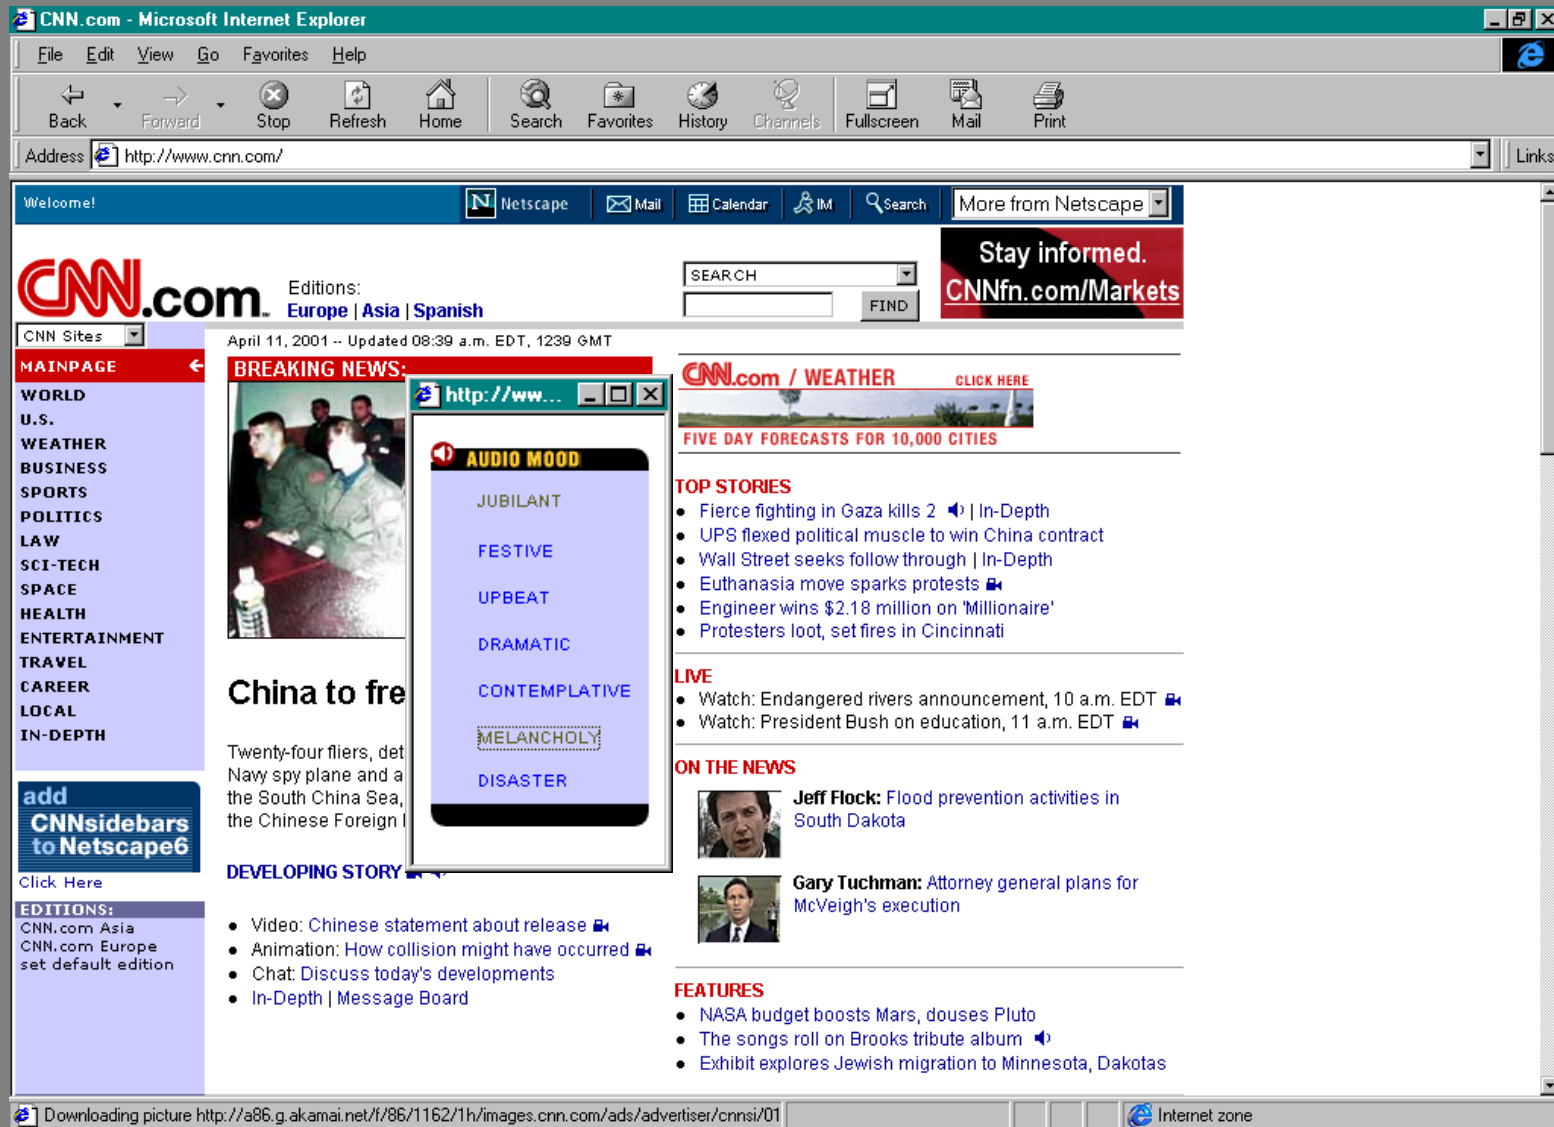 CNN.com - Microsoft Internet Explorer
File Edit View Go Favorites Help
Back Forward Stop Refresh Home Search Favorites History Channels Fullscreen Mail Print
Address http://www.cnn.com/ Links
Welcome! N Netscape Mail Calendar IM Search More from Netscape
CNN.com
Editions:
Europe | Asia | Spanish
SEARCH
FIND
Stay informed.
CNNfn.com/Markets
CNN Sites
MAINPAGE
WORLD
U.S.
WEATHER
BUSINESS
SPORTS
POLITICS
LAW
SCI-TECH
SPACE
HEALTH
ENTERTAINMENT
TRAVEL
CAREER
LOCAL
IN-DEPTH
add
CNNsidebars
to Netscape6
Click Here
EDITIONS:
CNN.com Asia
CNN.com Europe
set default edition
April 11, 2001 -- Updated 08:39 a.m. EDT, 1239 GMT
BREAKING NEWS:
China to fre
Twenty-four fliers, det
Navy spy plane and a
the South China Sea,
the Chinese Foreign
DEVELOPING STORY
Video: Chinese statement about release
Animation: How collision might have occurred
Chat: Discuss today's developments
In-Depth | Message Board
http://ww...
AUDIO MOOD
JUBILANT
FESTIVE
UPBEAT
DRAMATIC
CONTEMPLATIVE
MELANCHOLY
DISASTER
CNN.com / WEATHER CLICK HERE
FIVE DAY FORECASTS FOR 10,000 CITIES
TOP STORIES
Fierce fighting in Gaza kills 2 | In-Depth
UPS flexed political muscle to win China contract
Wall Street seeks follow through | In-Depth
Euthanasia move sparks protests
Engineer wins $2.18 million on 'Millionaire'
Protesters loot, set fires in Cincinnati
LIVE
Watch: Endangered rivers announcement, 10 a.m. EDT
Watch: President Bush on education, 11 a.m. EDT
ON THE NEWS
Jeff Flock: Flood prevention activities in
South Dakota
Gary Tuchman: Attorney general plans for
McVeigh's execution
FEATURES
NASA budget boosts Mars, douses Pluto
The songs roll on Brooks tribute album
Exhibit explores Jewish migration to Minnesota, Dakotas
Downloading picture http://a86.g.akamai.net/f/86/1162/1h/images.cnn.com/ads/advertiser/cnnsi/01 Internet zone